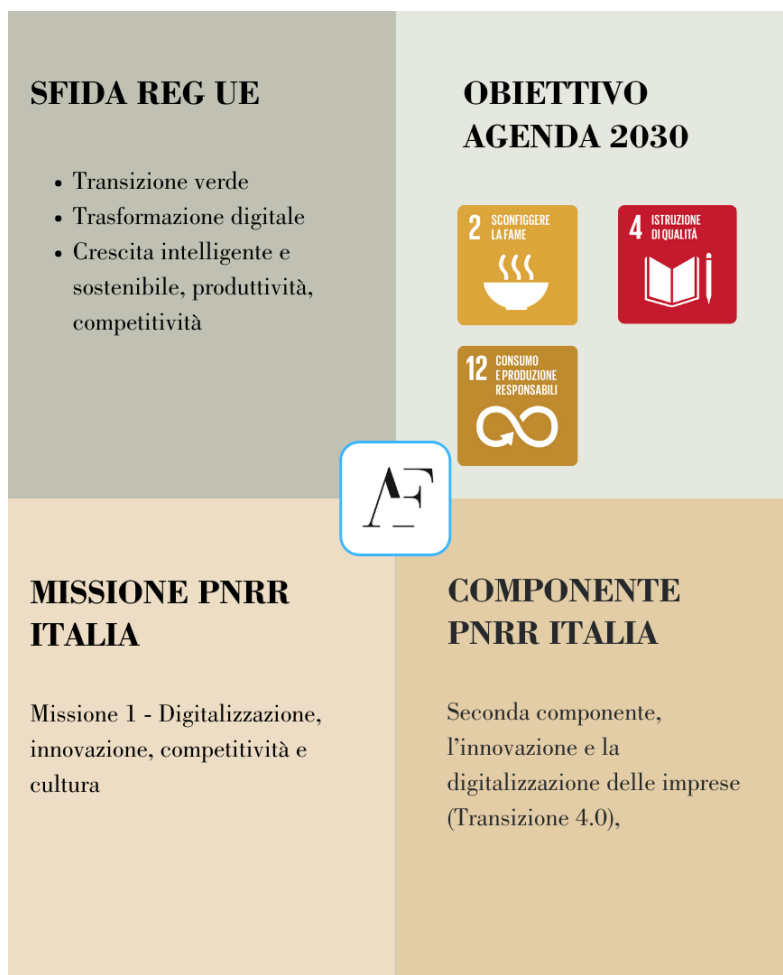 SFIDA REG UE
• Transizione verde
• Trasformazione digitale
• Crescita intelligente e
sostenibile, produttività,
competitività
OBIETTIVO
AGENDA 2030
2 SCONFIGGERE
LA FAME
4 ISTRUZIONE
DI QUALITÀ
12 CONSUMO
E PRODUZIONE
RESPONSABILI
AF
MISSIONE PNRR
ITALIA
Missione 1 - Digitalizzazione,
innovazione, competitività e
cultura
COMPONENTE
PNRR ITALIA
Seconda componente,
l’innovazione e la
digitalizzazione delle imprese
(Transizione 4.0),